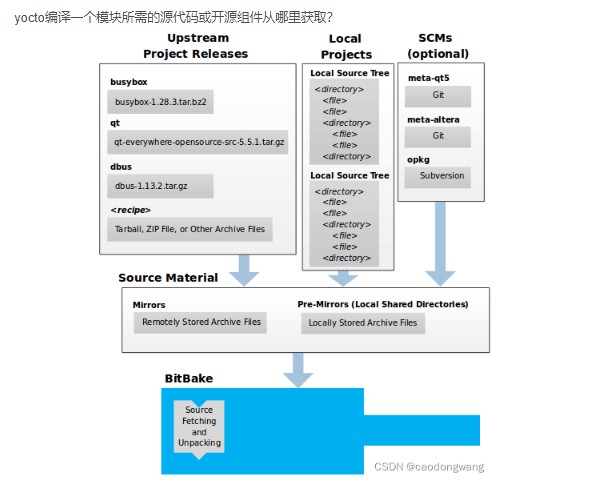 yocto编译一个模块所需的源代码或开源组件从哪里获取?
Upstream
Project Releases
busybox
busybox-1.28.3.tar.bz2
qt
qt-everywhere-opensource-src-5.5.1.tar.gz
dbus
dbus-1.13.2.tar.gz
<recipe>
Tarball, ZIP File, or Other Archive Files
Local
Projects
Local Source Tree
<directory>
<file>
<file>
<directory>
<file>
<file>
<directory>
Local Source Tree
<directory>
<file>
<file>
<directory>
<file>
<file>
<directory>
SCMs
(optional)
meta-qt5
Git
meta-altera
Git
opkg
Subversion
Source Material
Mirrors
Remotely Stored Archive Files
Pre-Mirrors (Local Shared Directories)
Locally Stored Archive Files
BitBake
Source
Fetching
and
Unpacking
CSDN @caodongwang